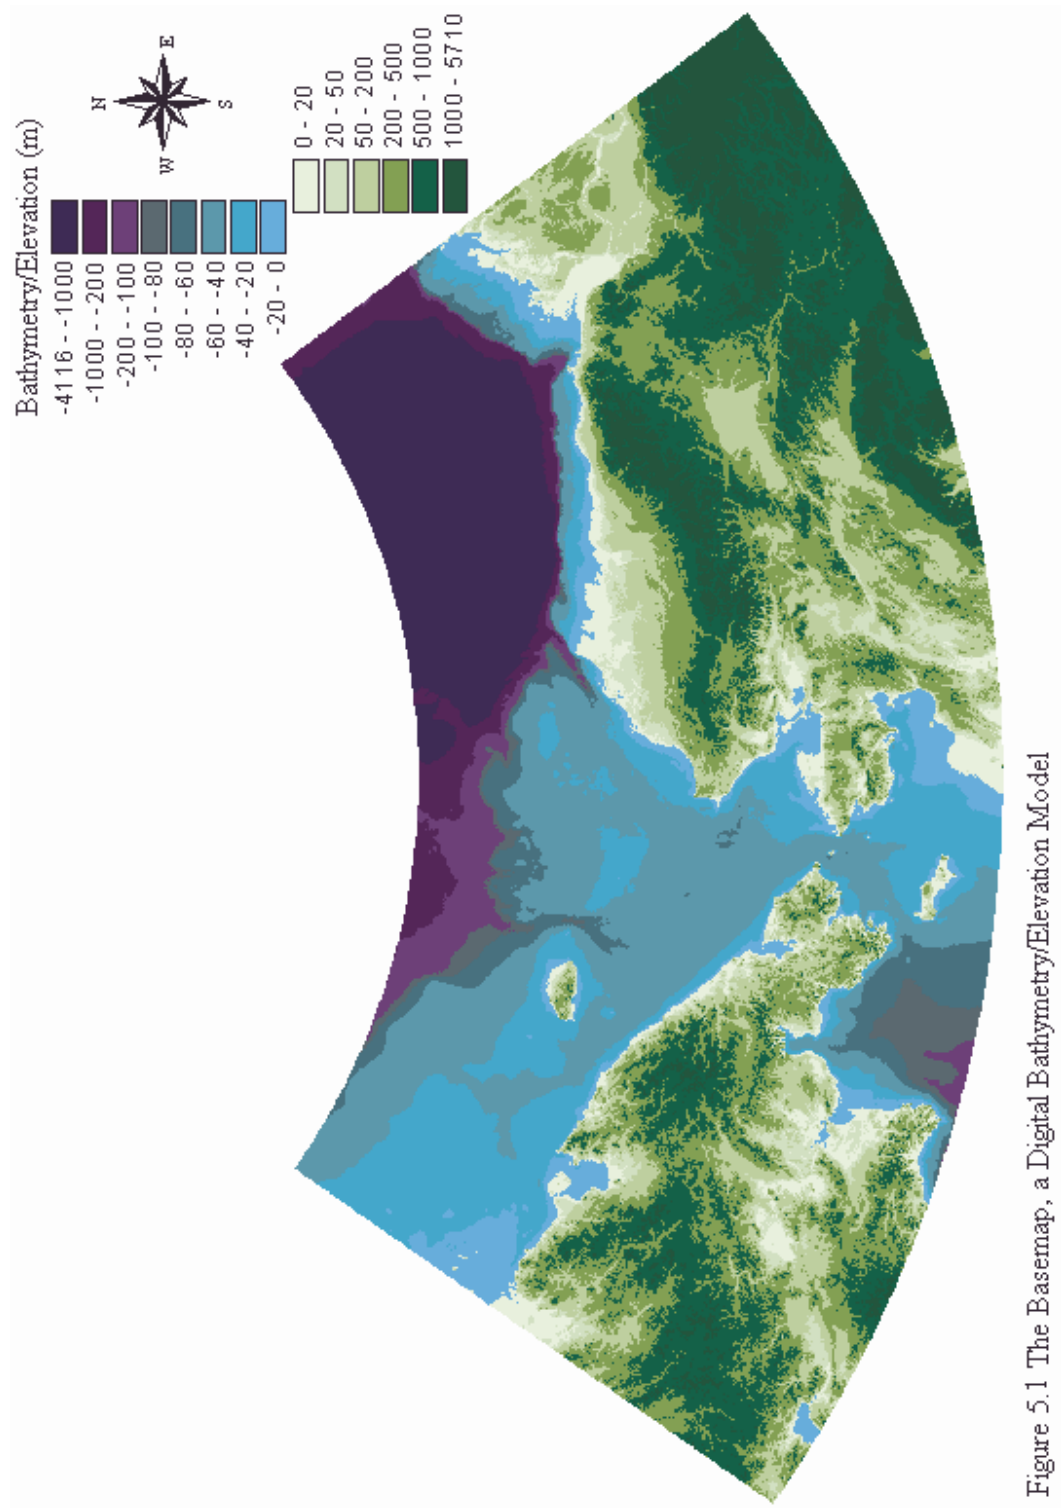 Bathymetry/Elevation (m)
-4116 - -1000
-1000 - -200
-200 - -100
-100 - -80
-80 - -60
-60 - -40
-40 - -20
-20 - 0
0 - 20
20 - 50
50 - 200
200 - 500
500 - 1000
1000 - 5710
N
W
E
S
Figure 5.1 The Basemap, a Digital Bathymetry/Elevation Model